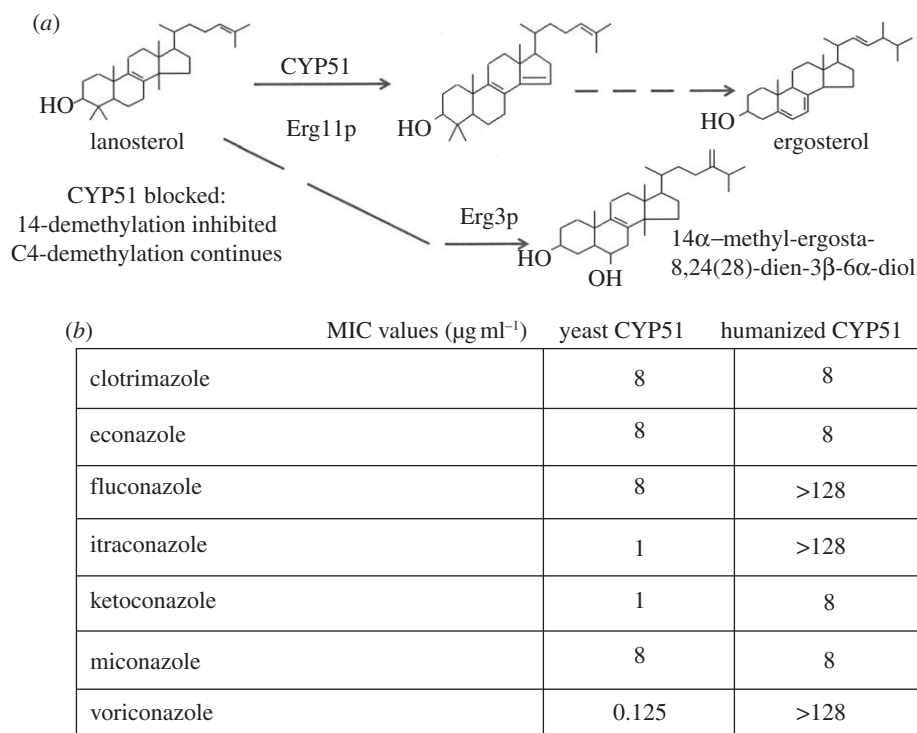 (a)
CYP51
HO
lanosterol
Erg11p
HO
HO
ergosterol
CYP51 blocked:
14-demethylation inhibited
C4-demethylation continues
Erg3p
HO
OH
14α–methyl-ergosta-
8,24(28)-dien-3β-6α-diol
(b) MIC values (µg ml⁻¹) yeast CYP51 humanized CYP51
clotrimazole 8 8
econazole 8 8
fluconazole 8 >128
itraconazole 1 >128
ketoconazole 1 8
miconazole 8 8
voriconazole 0.125 >128